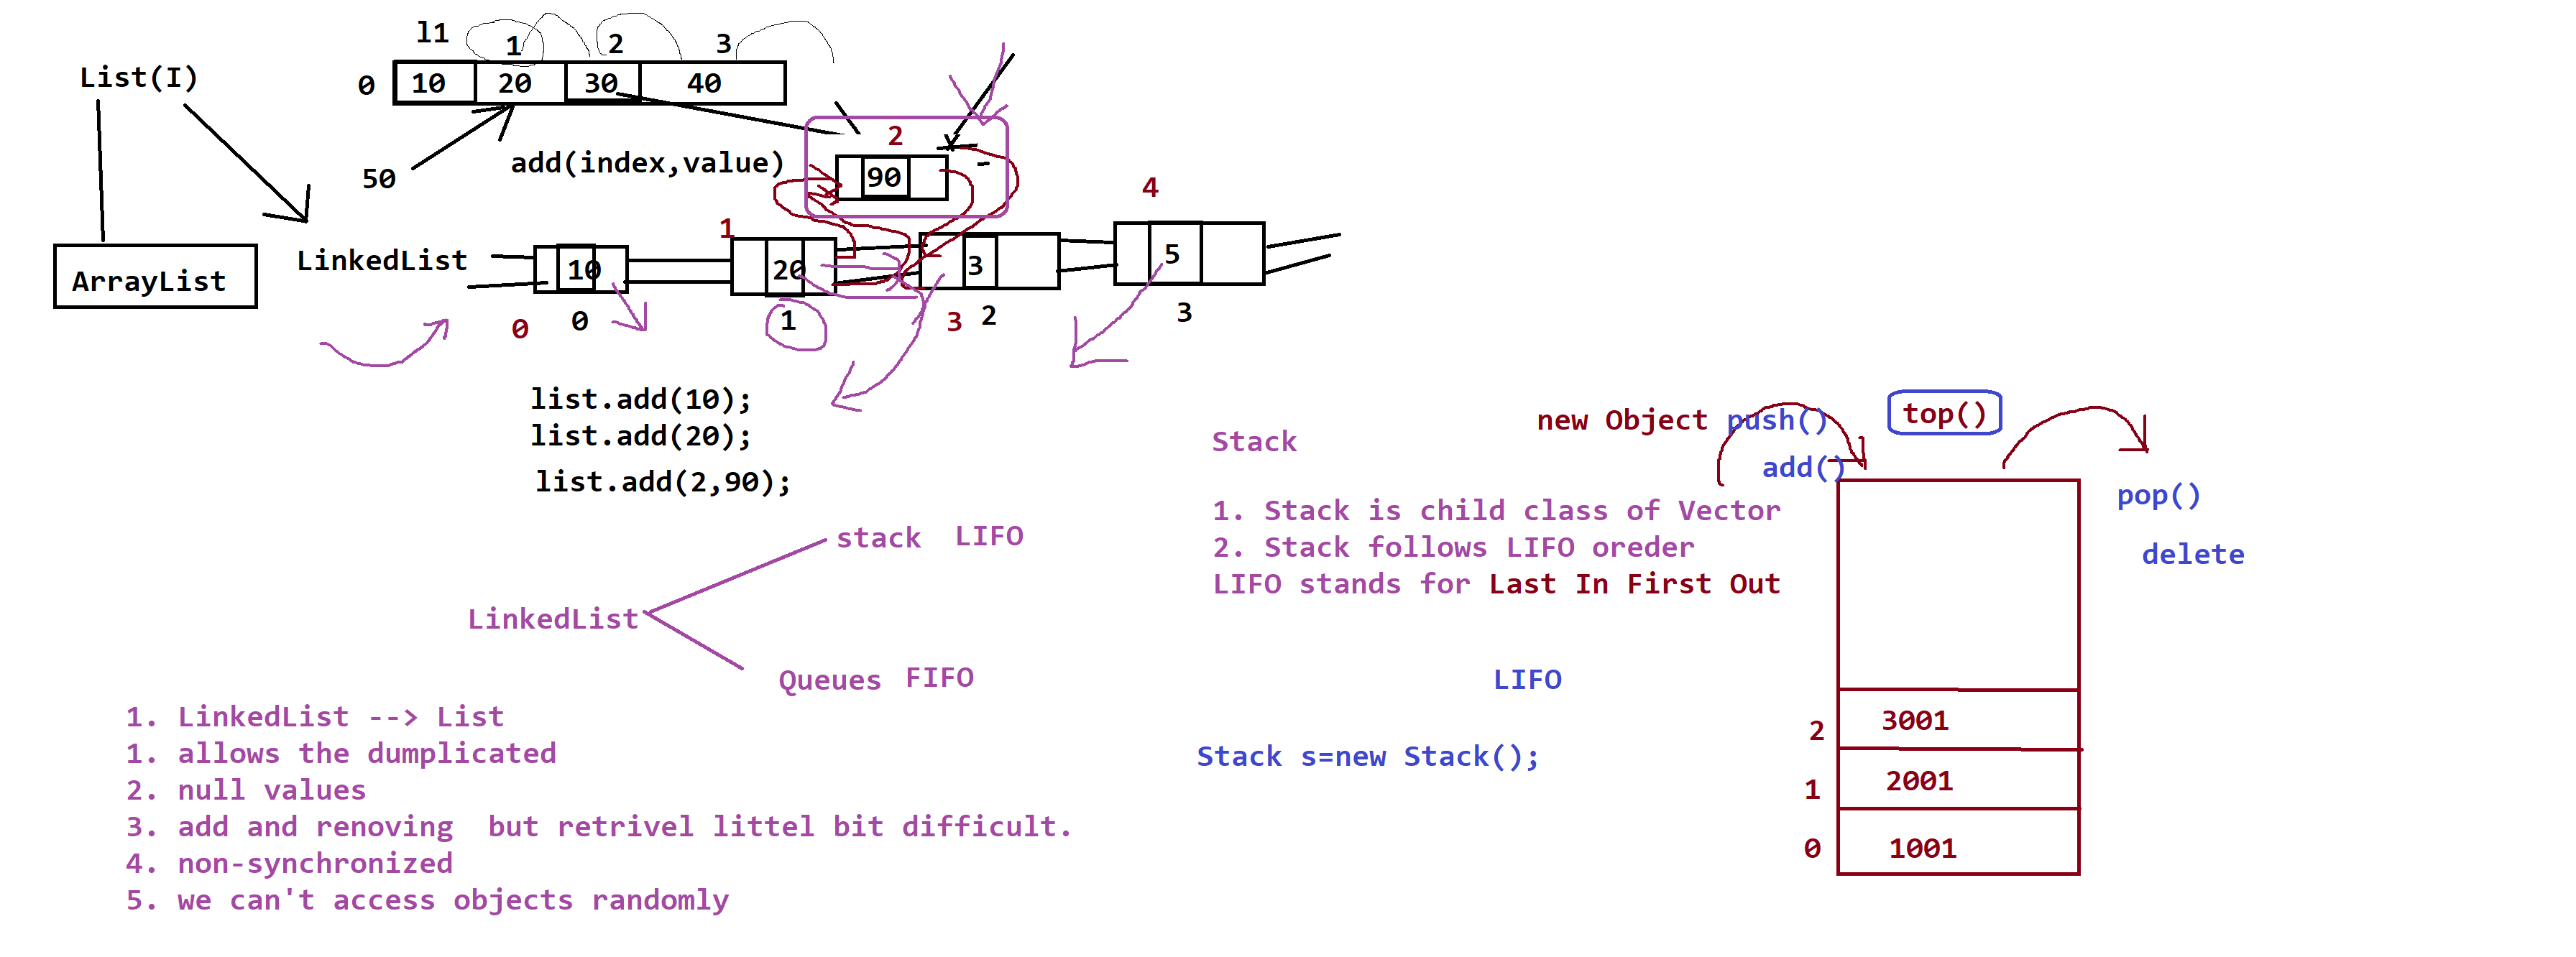 l1
1 2 3
List(I)
0 10 20 30 40
2
50 add(index,value) 90
4
1
ArrayList
LinkedList 10 20 3 5
0 0 1 3 2 3
list.add(10);
list.add(20);
list.add(2,90);
stack LIFO
LinkedList
Queues FIFO
1. LinkedList --> List
1. allows the dumplicated
2. null values
3. add and renoving but retrivel littel bit difficult.
4. non-synchronized
5. we can't access objects randomly
Stack
1. Stack is child class of Vector
2. Stack follows LIFO oreder
LIFO stands for Last In First Out
LIFO
Stack s=new Stack();
new Object push() top()
add()
pop()
delete
2 3001
1 2001
0 1001